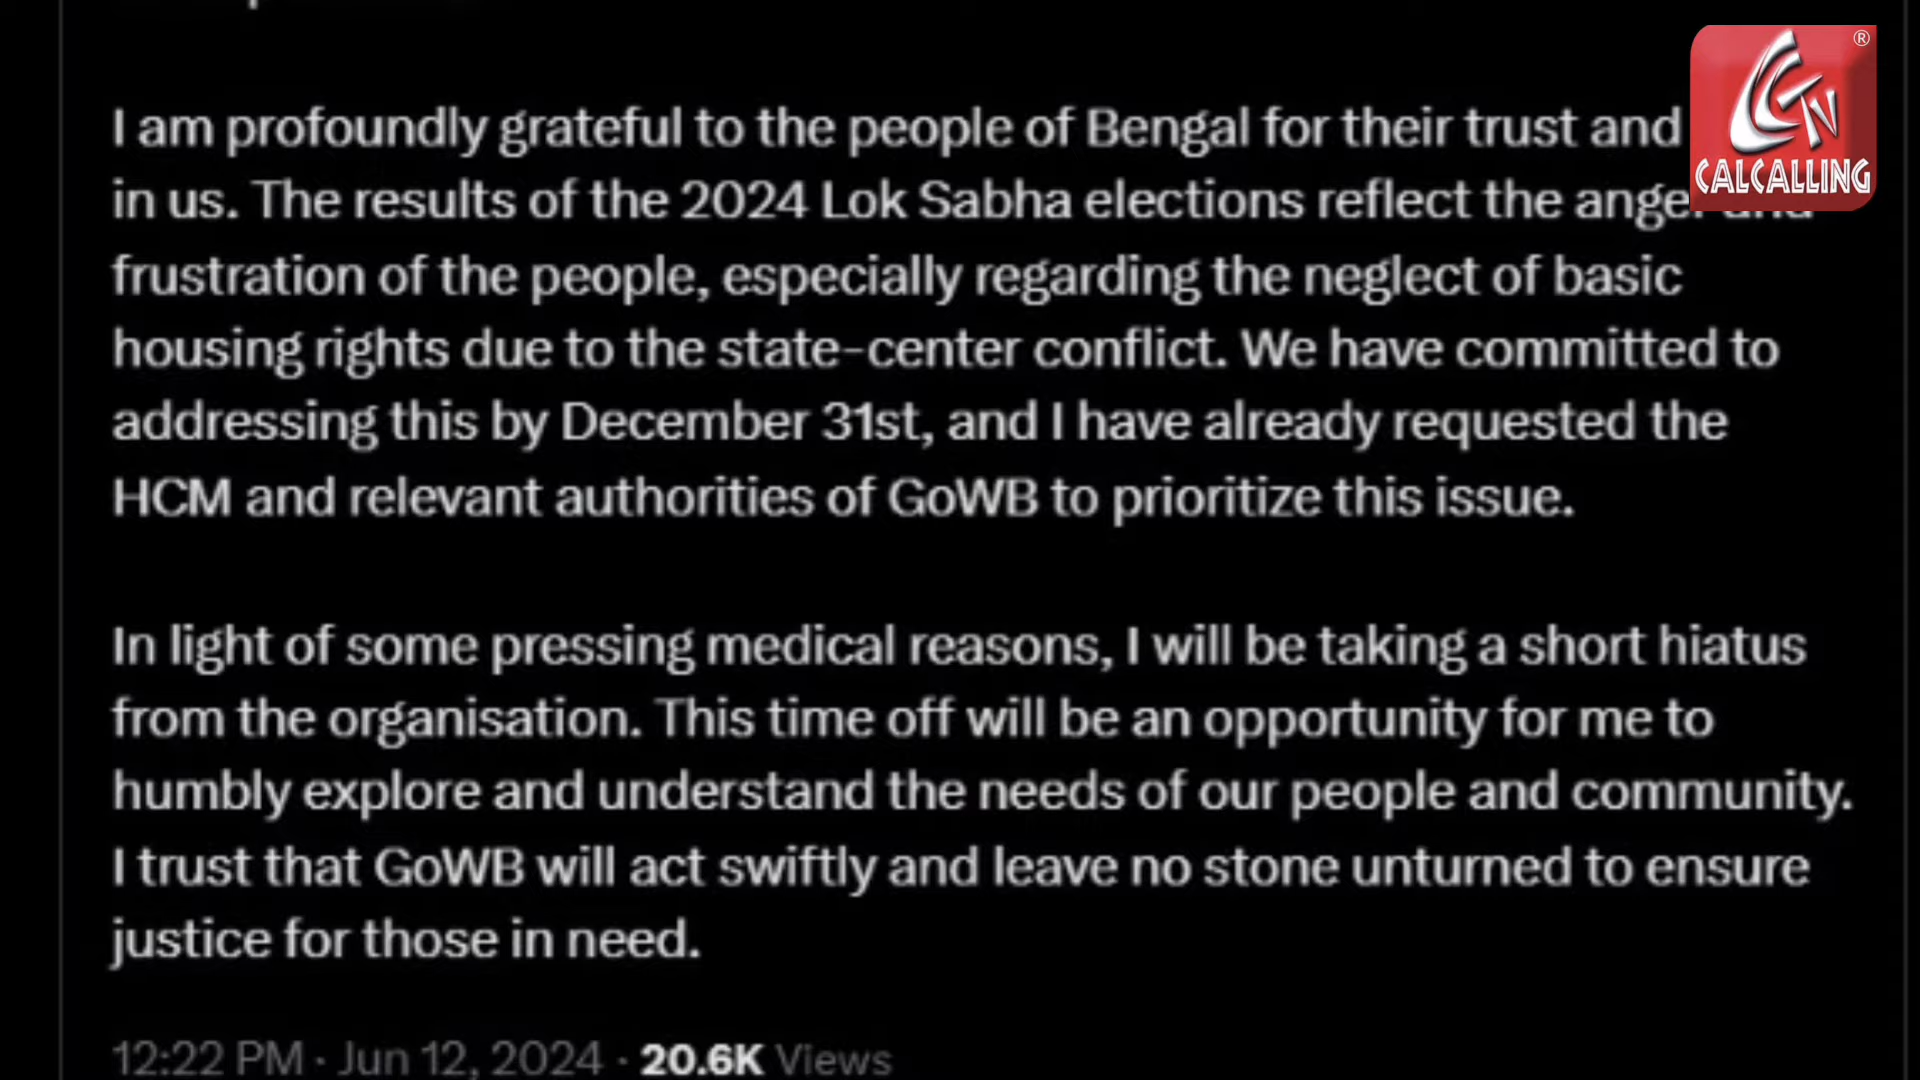 I am profoundly grateful to the people of Bengal for their trust and
in us. The results of the 2024 Lok Sabha elections reflect the anger and
frustration of the people, especially regarding the neglect of basic
housing rights due to the state-center conflict. We have committed to
addressing this by December 31st, and I have already requested the
HCM and relevant authorities of GoWB to prioritize this issue.
In light of some pressing medical reasons, I will be taking a short hiatus
from the organisation. This time off will be an opportunity for me to
humbly explore and understand the needs of our people and community.
I trust that GoWB will act swiftly and leave no stone unturned to ensure
justice for those in need.
12:22 PM · Jun 12, 2024 · 20.6K Views
CTN
®
CALCALLING